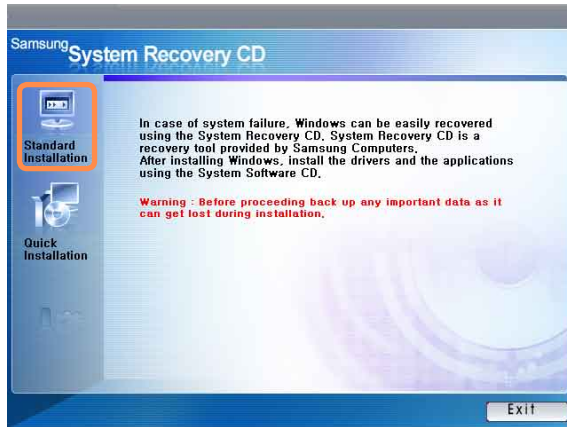 Samsung System Recovery CD
Standard
Installation
Quick
Installation
In case of system failure, Windows can be easily recovered
using the System Recovery CD. System Recovery CD is a
recovery tool provided by Samsung Computers.
After installing Windows, install the drivers and the applications
using the System Software CD.
Warning : Before proceeding back up any important data as it
can get lost during installation.
Exit